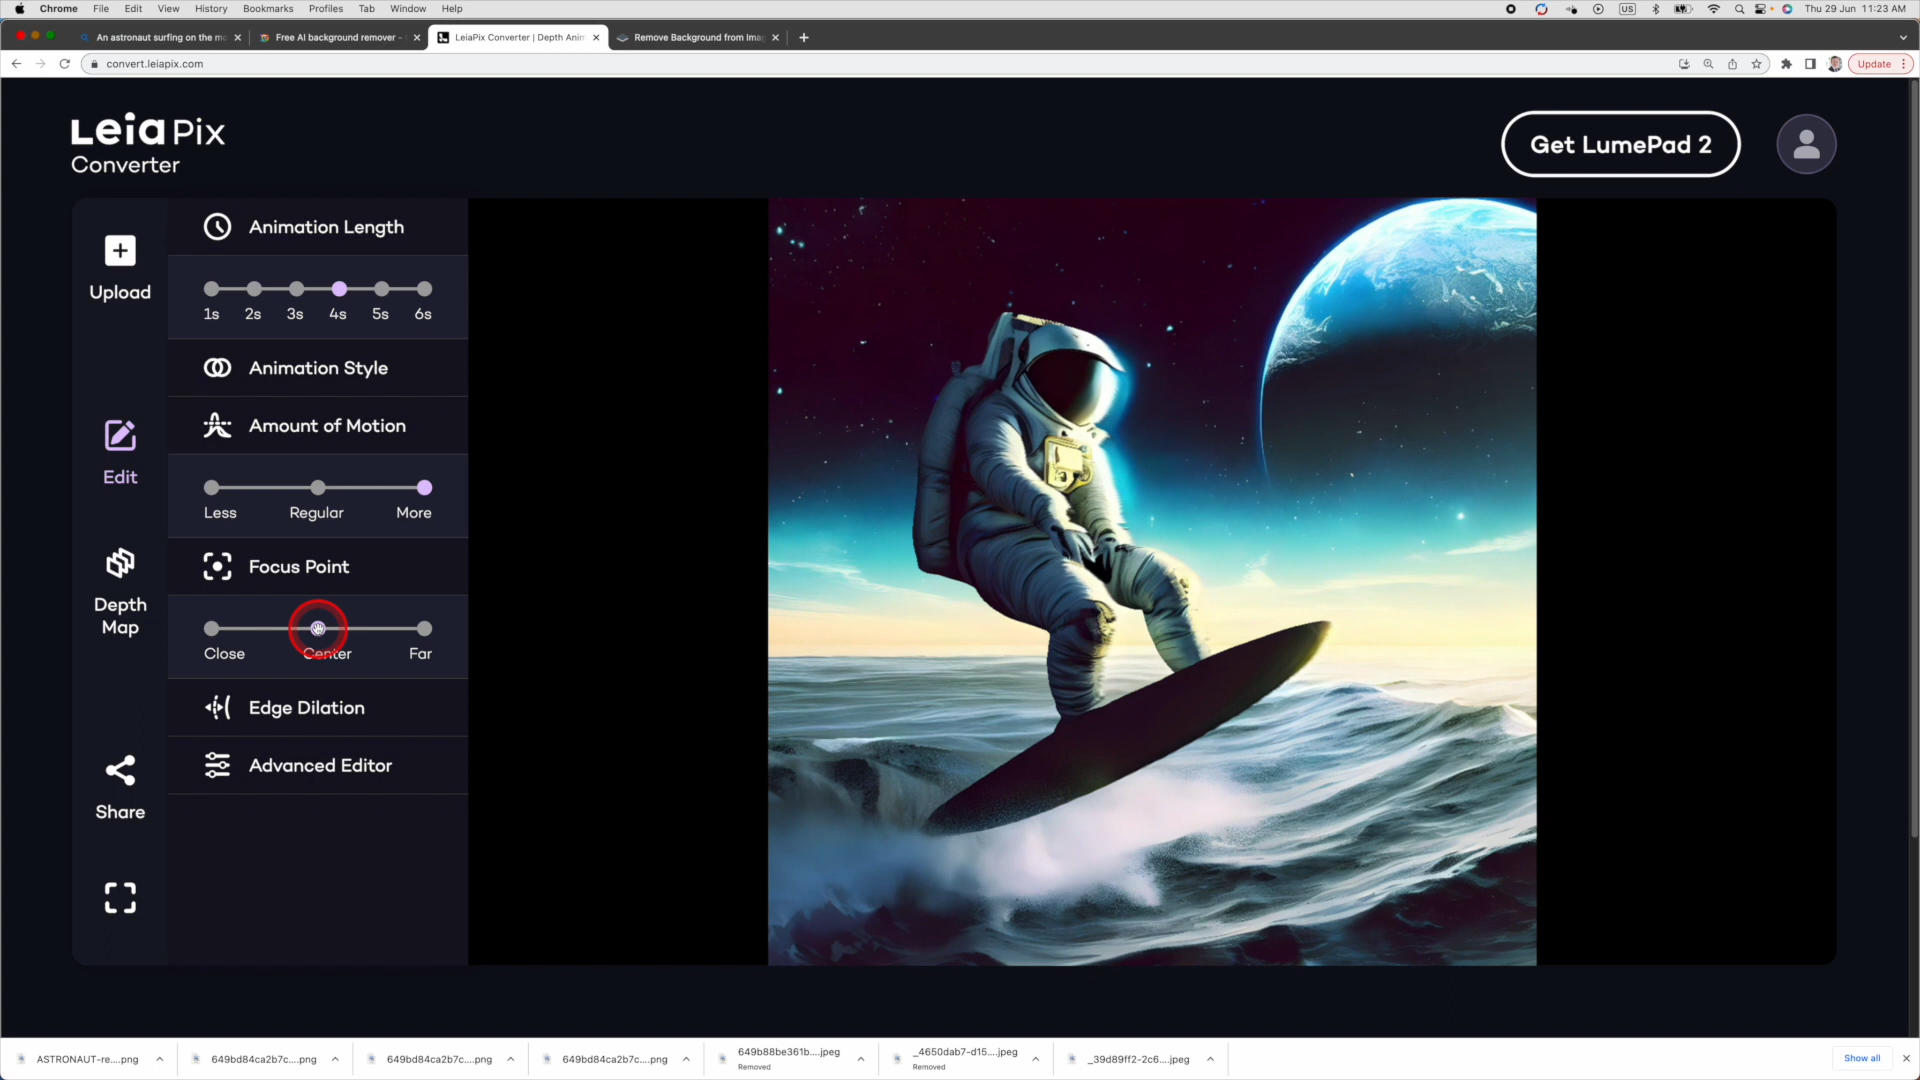 Chrome File Edit View History Bookmarks Profiles Tab Window Help US Thu 29 Jun 11:23 AM
An astronaut surfing on the mo Free AI background remover - LeiaPix Converter | Depth Anim Remove Background from Imag
convert.leiapix.com Update
Leia Pix
Converter
Get LumePad 2
Animation Length
Upload
1s 2s 3s 4s 5s 6s
Animation Style
Amount of Motion
Edit
Less Regular More
Focus Point
Depth
Map
Close Center Far
Edge Dilation
Advanced Editor
Share
ASTRONAUT-re....png 649bd84ca2b7c....png 649bd84ca2b7c....png 649bd84ca2b7c....png 649b88be361b....jpeg _4650dab7-d15....jpeg _39d89ff2-2c6....jpeg Show all
Removed Removed